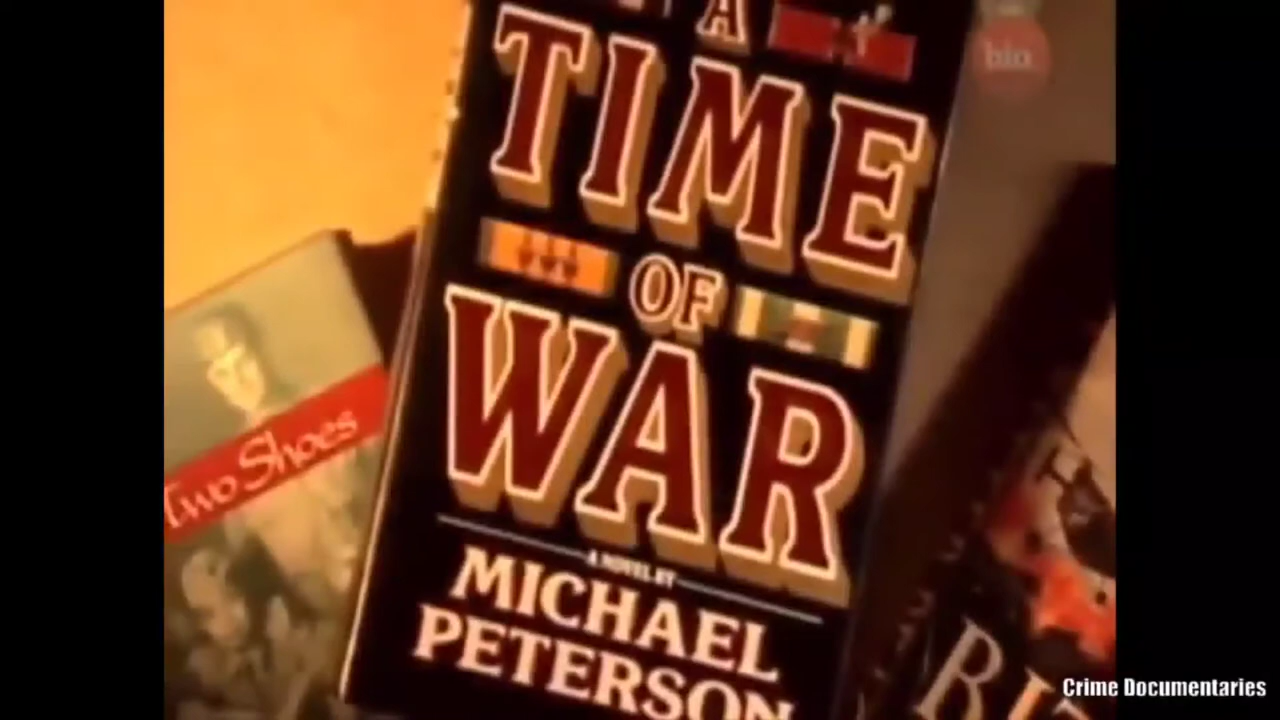 A
TIME
OF
WAR
A NOVEL BY
MICHAEL
PETERSON
Two Shoes
bio.
Crime Documentaries